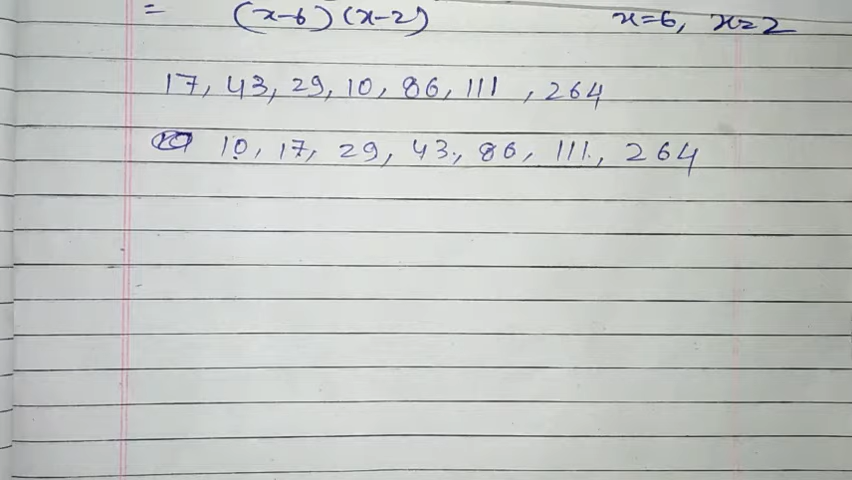 = (x-6) (x-2) x=6, x=2
17, 43, 29, 10, 86, 111 , 264
10, 17, 29, 43, 86, 111, 264